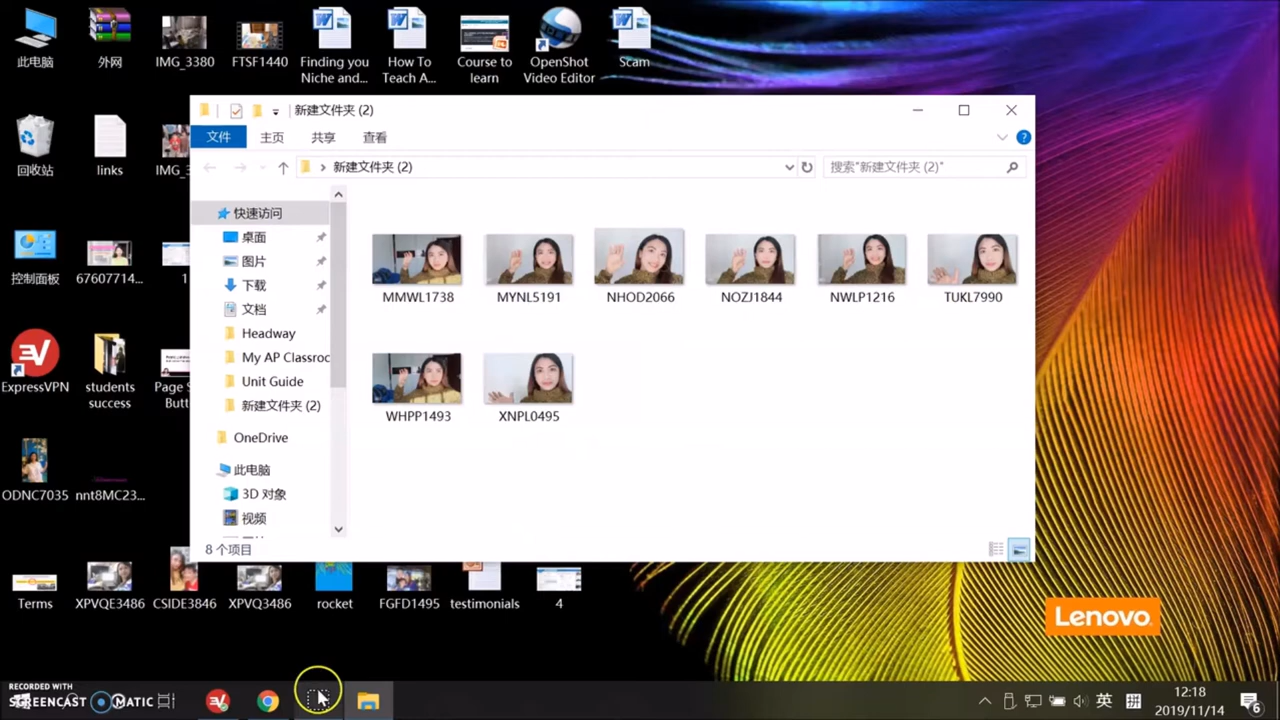 此电脑
外网
IMG_3380
FTSF1440
Finding you
Niche and...
How To
Teach A...
Course to
learn
OpenShot
Video Editor
Scam
新建文件夹 (2)
文件
主页
共享
查看
新建文件夹 (2)
搜索"新建文件夹 (2)"
回收站
links
IMG_3
快速访问
桌面
图片
下载
文档
Headway
My AP Classroc
Unit Guide
新建文件夹 (2)
OneDrive
此电脑
3D 对象
视频
8 个项目
MMWL1738
MYNL5191
NHOD2066
NOZJ1844
NWLP1216
TUKL7990
WHPP1493
XNPL0495
控制面板
67607714...
1
ExpressVPN
students
success
Page S
Butt
ODNC7035
nnt8MC23...
Terms
XPVQE3486
CSIDE3846
XPVQ3486
rocket
FGFD1495
testimonials
4
Lenovo
RECORDED WITH
SCREENCAST MATIC
英
拼
12:18
2019/11/14
6